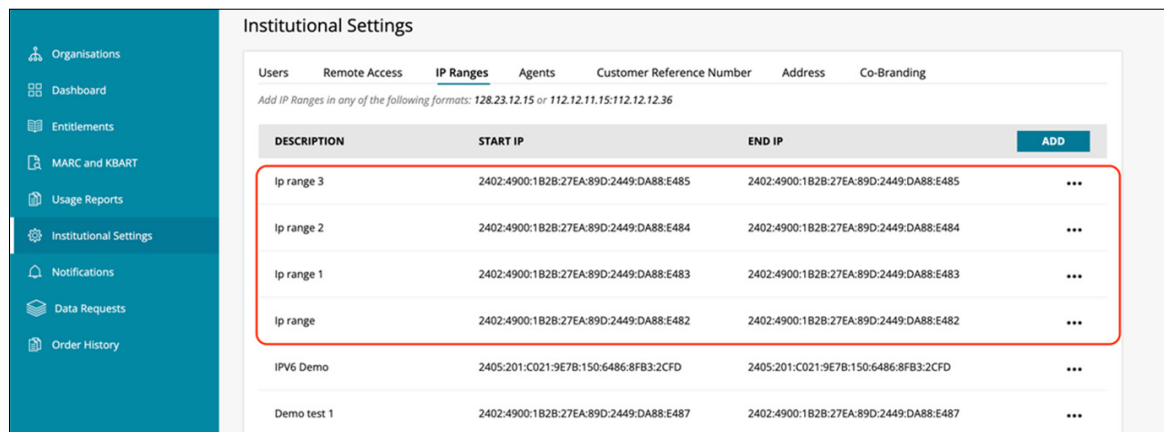 Institutional Settings
Organisations
Dashboard
Entitlements
MARC and KBART
Usage Reports
Institutional Settings
Notifications
Data Requests
Order History
Users Remote Access IP Ranges Agents Customer Reference Number Address Co-Branding
Add IP Ranges in any of the following formats: 128.23.12.15 or 112.12.11.15:112.12.12.36
DESCRIPTION START IP END IP ADD
Ip range 3 2402:4900:1B2B:27EA:89D:2449:DA88:E485 2402:4900:1B2B:27EA:89D:2449:DA88:E485
Ip range 2 2402:4900:1B2B:27EA:89D:2449:DA88:E484 2402:4900:1B2B:27EA:89D:2449:DA88:E484
Ip range 1 2402:4900:1B2B:27EA:89D:2449:DA88:E483 2402:4900:1B2B:27EA:89D:2449:DA88:E483
Ip range 2402:4900:1B2B:27EA:89D:2449:DA88:E482 2402:4900:1B2B:27EA:89D:2449:DA88:E482
IPV6 Demo 2405:201:C021:9E7B:150:6486:8FB3:2CFD 2405:201:C021:9E7B:150:6486:8FB3:2CFD
Demo test 1 2402:4900:1B2B:27EA:89D:2449:DA88:E487 2402:4900:1B2B:27EA:89D:2449:DA88:E487